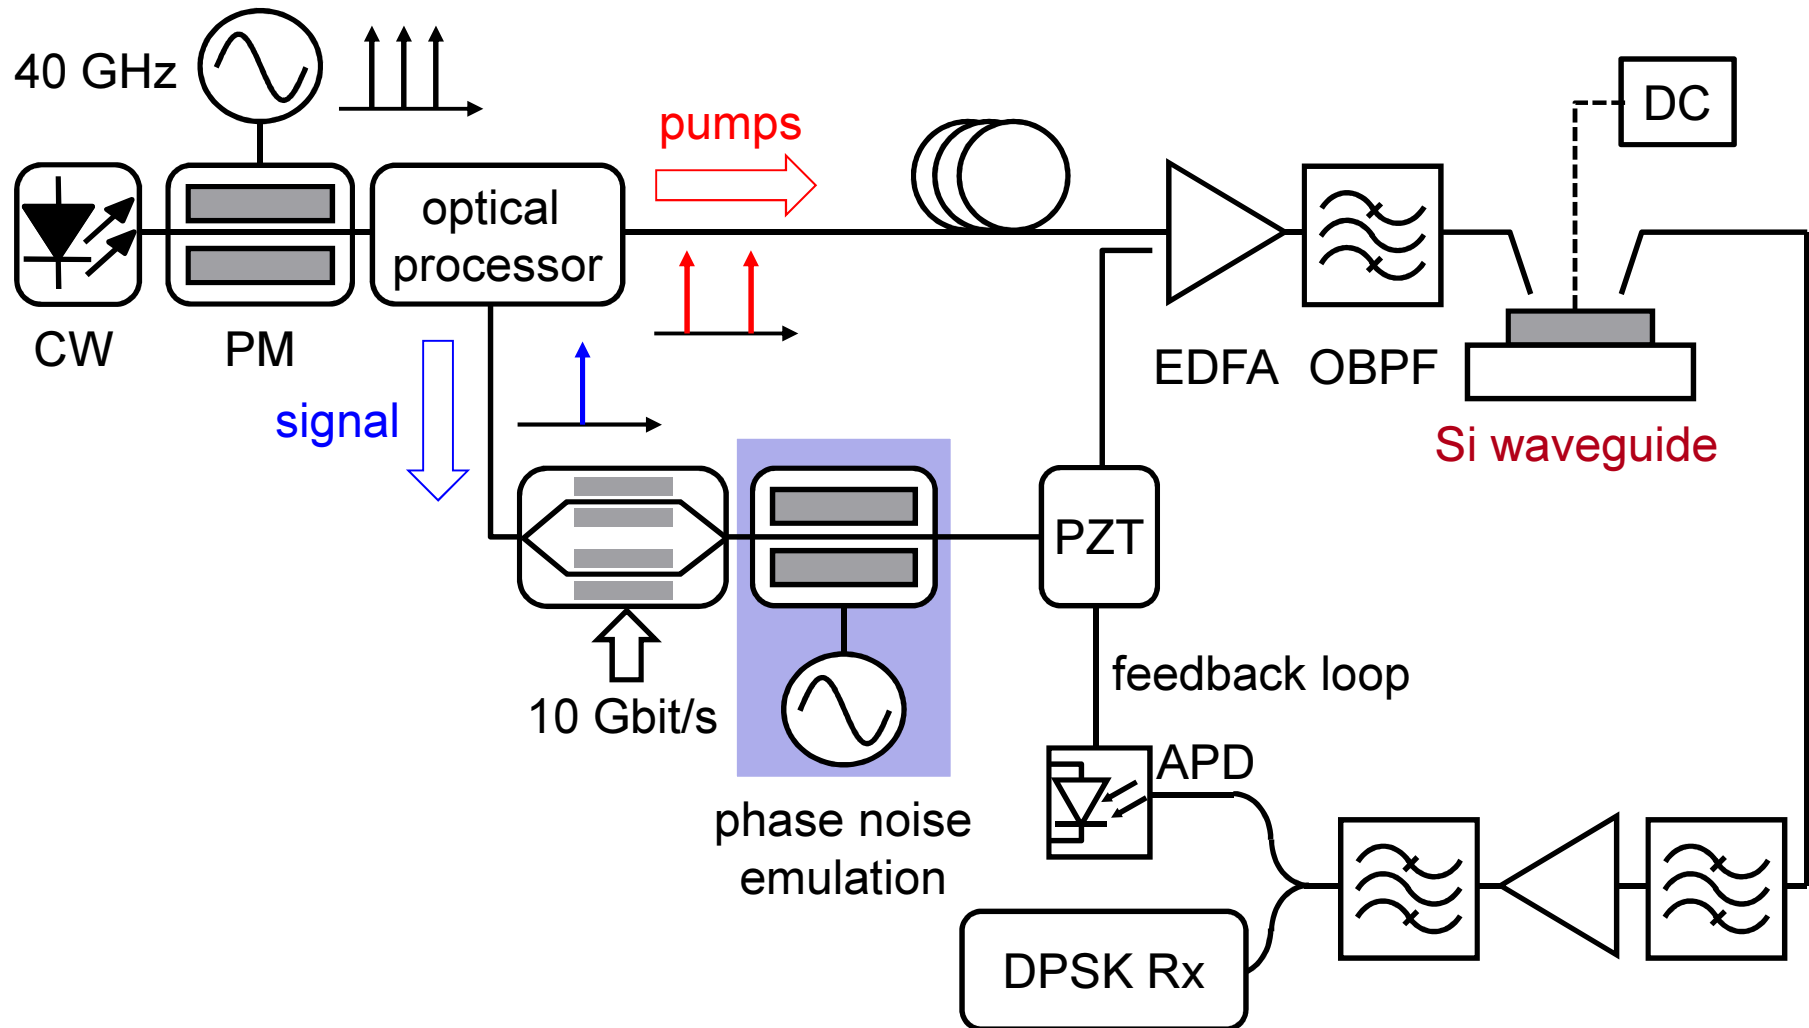 40 GHz
pumps
DC
optical
processor
CW
PM
EDFA
OBPF
signal
Si waveguide
PZT
feedback loop
10 Gbit/s
APD
phase noise
emulation
DPSK Rx